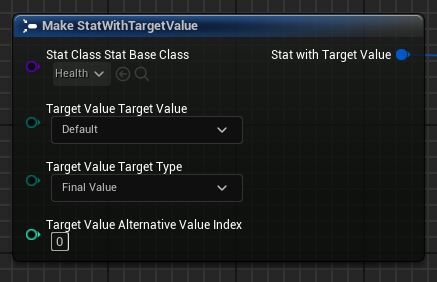 Make StatWithTargetValue
Stat Class Stat Base Class
Stat with Target Value
Health
Target Value Target Value
Default
Target Value Target Type
Final Value
Target Value Alternative Value Index
0